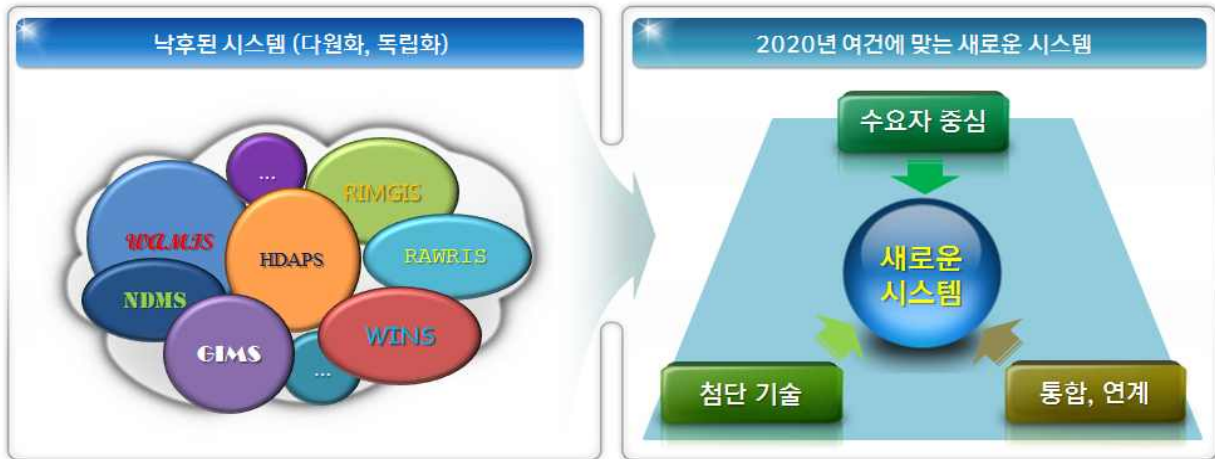 낙후된 시스템 (다원화, 독립화)
...
RIMGIS
WAMIS
HDAPS
RAWRIS
NDMS
GIMS
WINS
...
2020년 여건에 맞는 새로운 시스템
수요자 중심
새로운
시스템
첨단 기술
통합, 연계